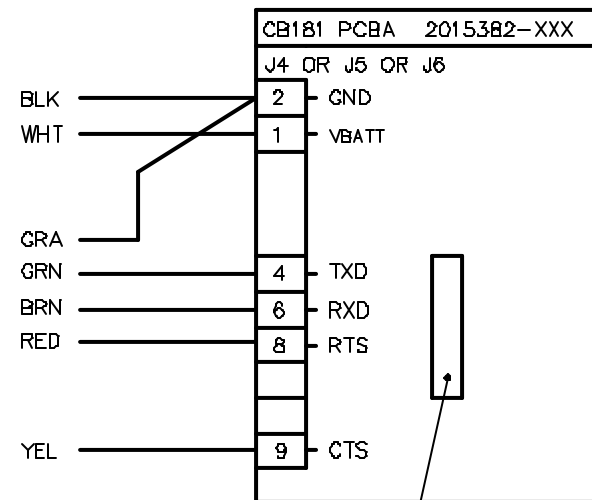 CB181 PCBA 2015382-XXX
J4 OR J5 OR J6
BLK 2 GND
WHT 1 VBATT
GRA
GRN 4 TXD
BRN 6 RXD
RED 8 RTS
YEL 9 CTS